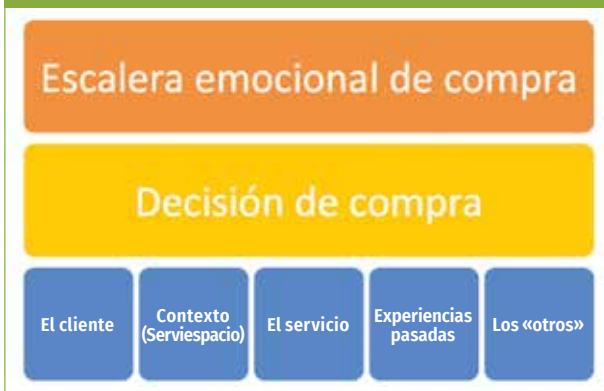 Escalera emocional de compra
Decisión de compra
El cliente
Contexto
(Serviespacio)
El servicio
Experiencias
pasadas
Los «otros»